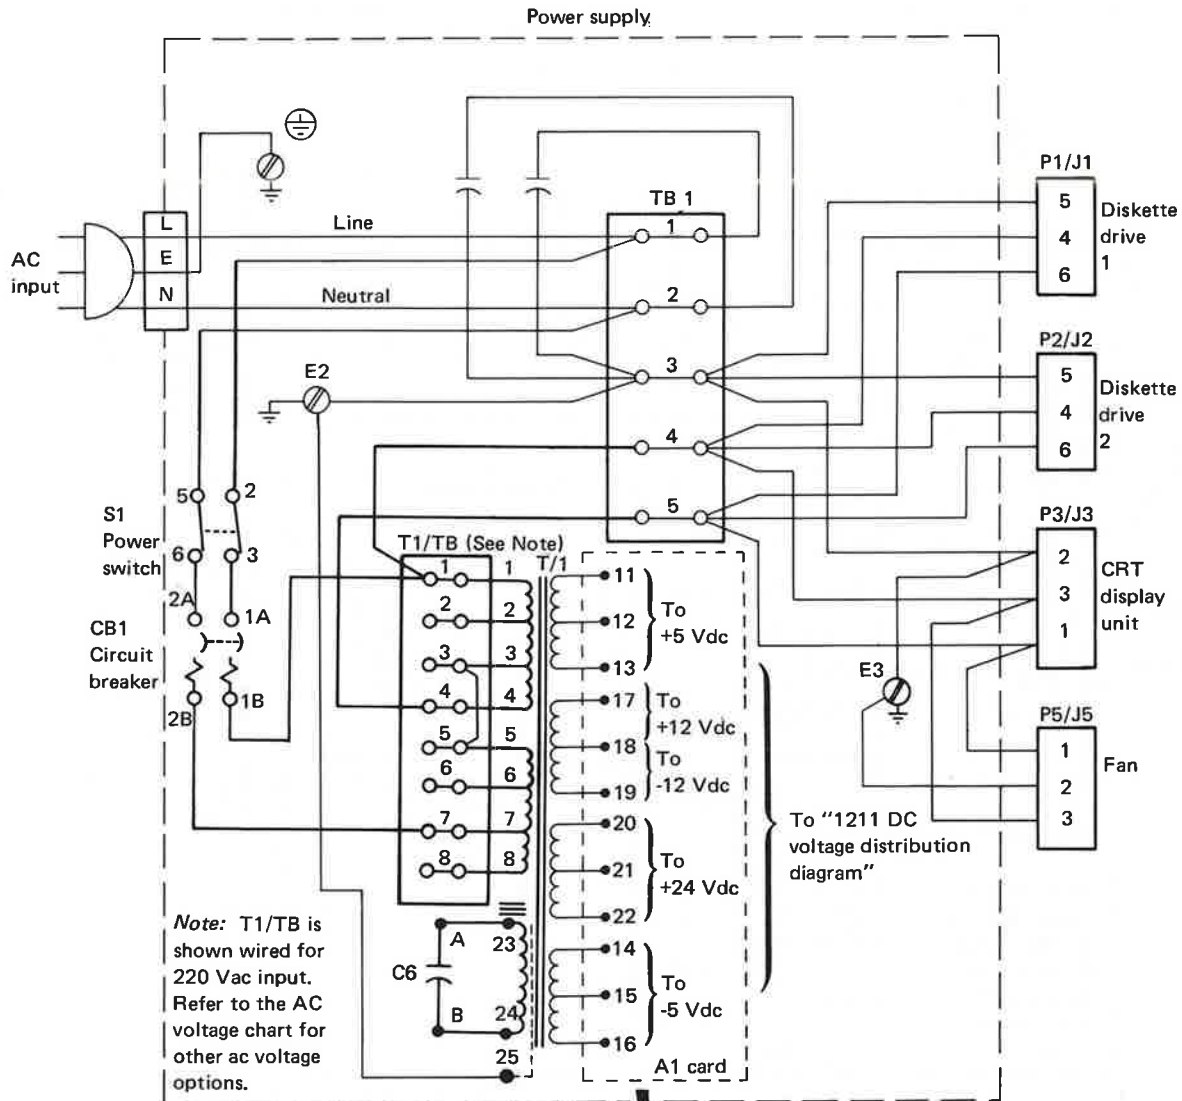 Power supply
P1/J1
5
4
6
Diskette
drive
1
AC
input
L
E
N
Line
Neutral
TB 1
1
2
3
4
5
P2/J2
5
4
6
Diskette
drive
2
E2
S1
Power
switch
5
2
6
3
2A
1A
CB1
Circuit
breaker
2B
1B
T1/TB (See Note)
T/1
1
2
3
4
5
6
7
8
1
2
3
4
5
6
7
8
11
12
13
To
+5 Vdc
17
To
+12 Vdc
18
To
-12 Vdc
19
20
21
22
To
+24 Vdc
14
15
16
To
-5 Vdc
A1 card
P3/J3
2
3
1
CRT
display
unit
E3
P5/J5
1
2
3
Fan
To "1211 DC
voltage distribution
diagram"
Note: T1/TB is
shown wired for
220 Vac input.
Refer to the AC
voltage chart for
other ac voltage
options.
A
23
C6
B
24
25